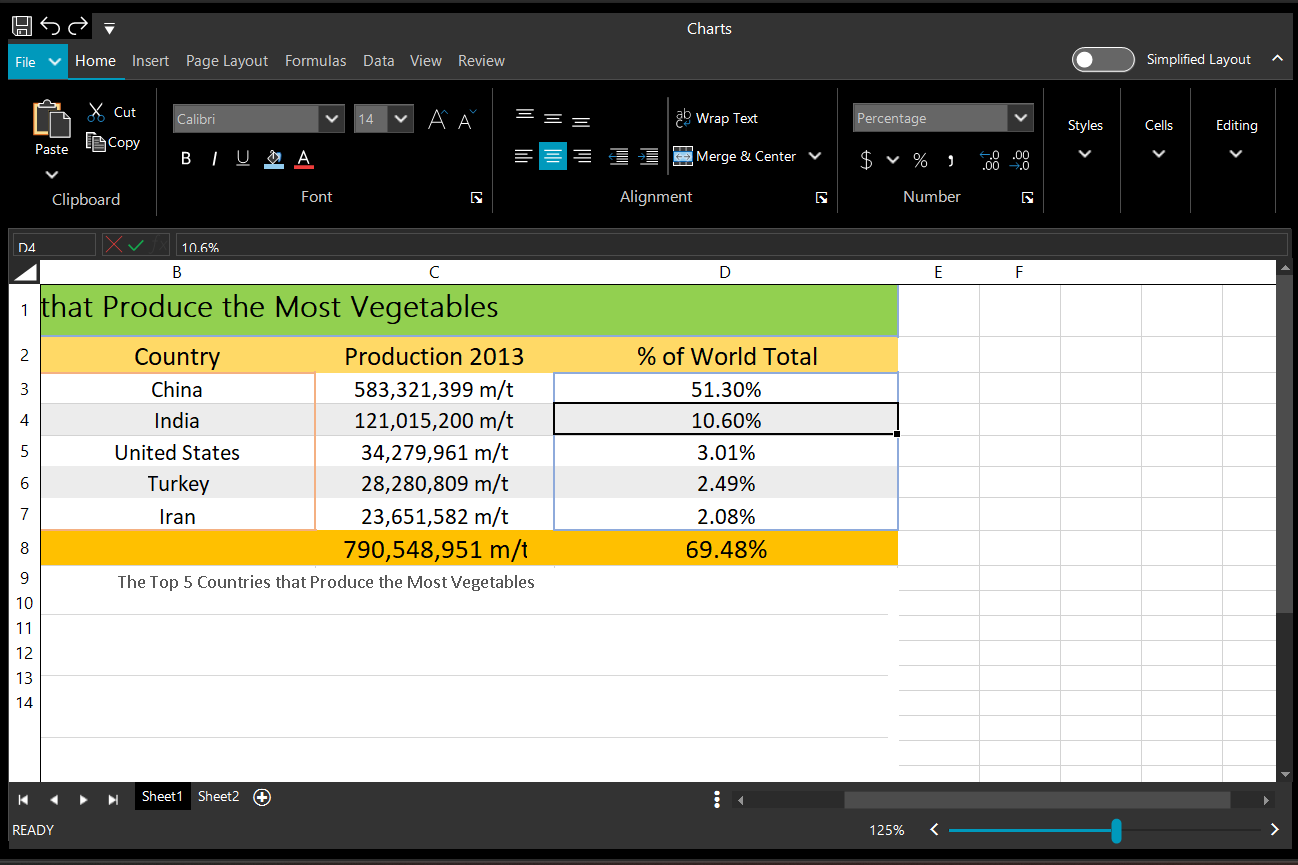 Charts
File Home Insert Page Layout Formulas Data View Review Simplified Layout
Paste Cut Copy
Clipboard
Calibri 14
B I U A
Font
Wrap Text
Merge & Center
Alignment
Percentage
$ % , .00 .00
Number
Styles Cells Editing
D4 10.6%
B C D E F
1 that Produce the Most Vegetables
2 Country Production 2013 % of World Total
3 China 583,321,399 m/t 51.30%
4 India 121,015,200 m/t 10.60%
5 United States 34,279,961 m/t 3.01%
6 Turkey 28,280,809 m/t 2.49%
7 Iran 23,651,582 m/t 2.08%
8 790,548,951 m/t 69.48%
9 The Top 5 Countries that Produce the Most Vegetables
10
11
12
13
14
Sheet1 Sheet2
READY 125%